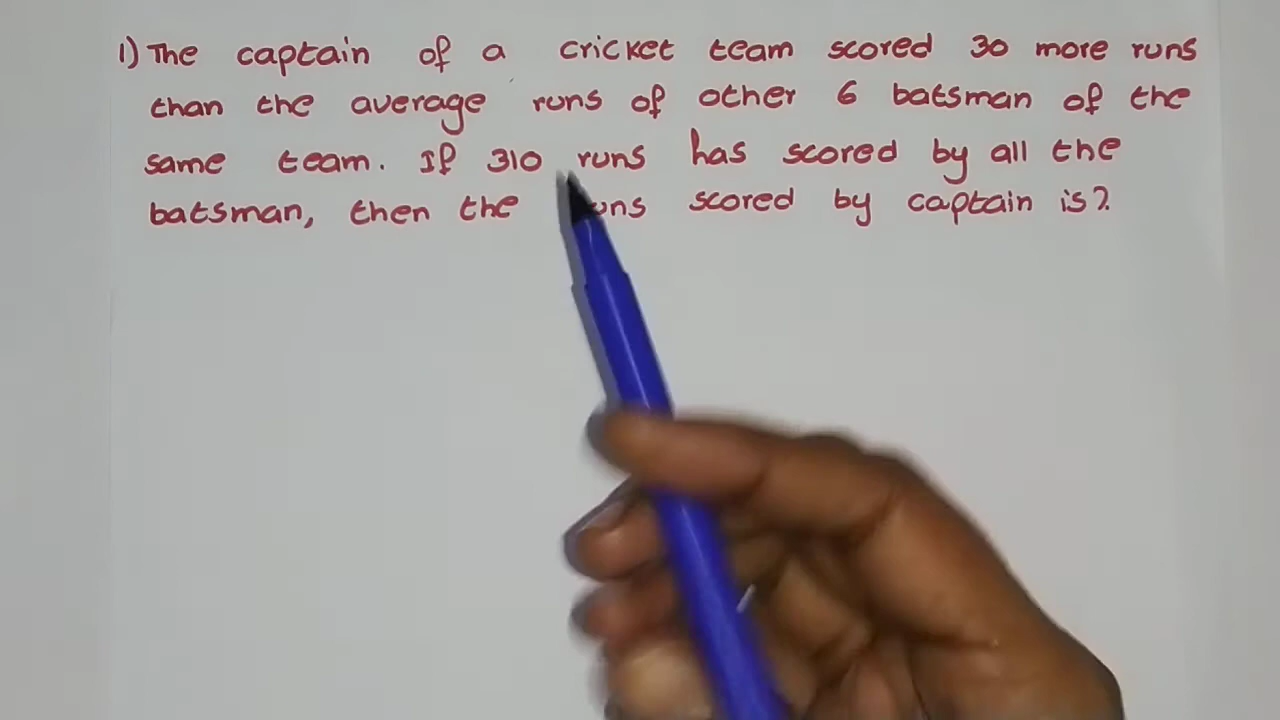 1) The captain of a cricket team scored 30 more runs
than the average runs of other 6 batsman of the
same team. If 310 runs has scored by all the
batsman, then the runs scored by captain is?